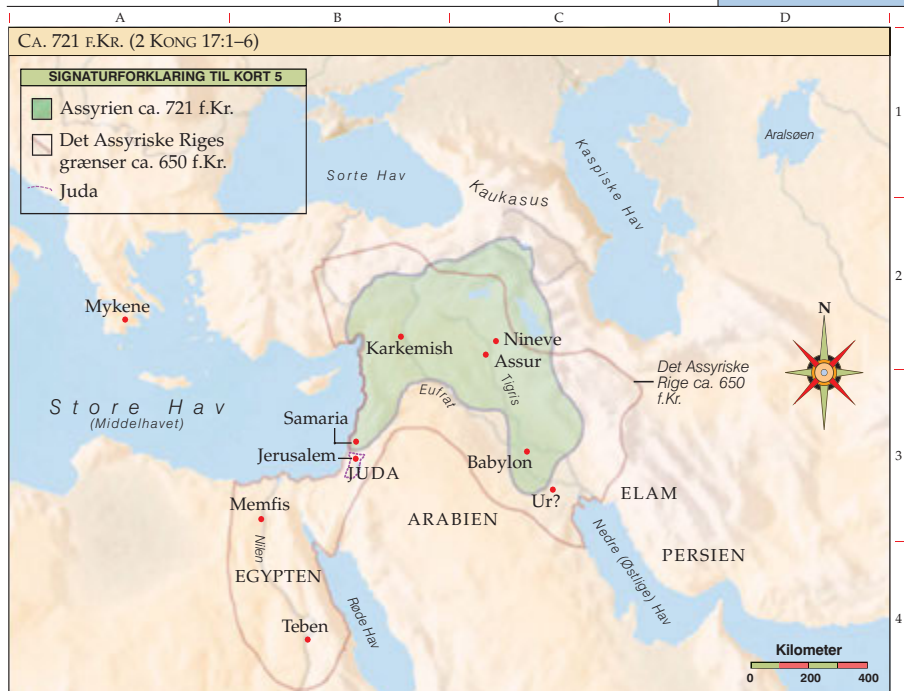 A B C D
CA. 721 F.KR. (2 KONG 17:1–6)
SIGNATURFORKLARING TIL KORT 5
Assyrien ca. 721 f.Kr.
Det Assyriske Riges
grænser ca. 650 f.Kr.
Juda
1
Aralsøen
Kaspiske Hav
Sorte Hav
Kaukasus
2
Mykene
N
Karkemish
Nineve
Assur
Det Assyriske
Rige ca. 650
f.Kr.
Eufrat
Tigris
Store Hav
(Middelhavet)
Samaria
Jerusalem
JUDA
Babylon
3
Ur?
ELAM
Memfis
ARABIEN
Nilen
Nedre (Østlige) Hav
PERSIEN
EGYPTEN
Røde Hav
Teben
4
Kilometer
0 200 400